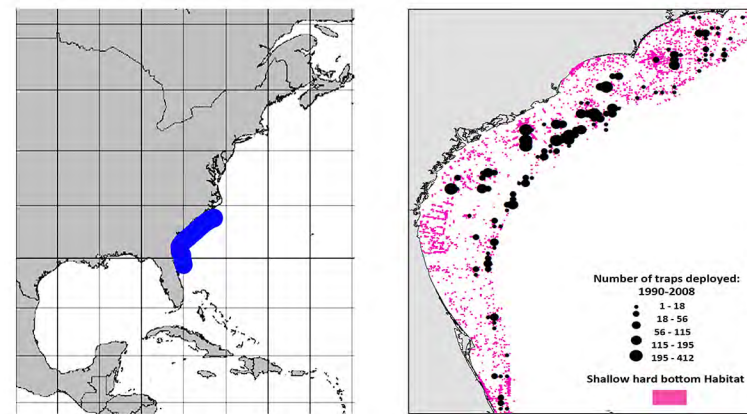 Number of traps deployed:
1990-2008
1 - 18
18 - 56
56 - 115
115 - 195
195 - 412
Shallow hard bottom Habitat